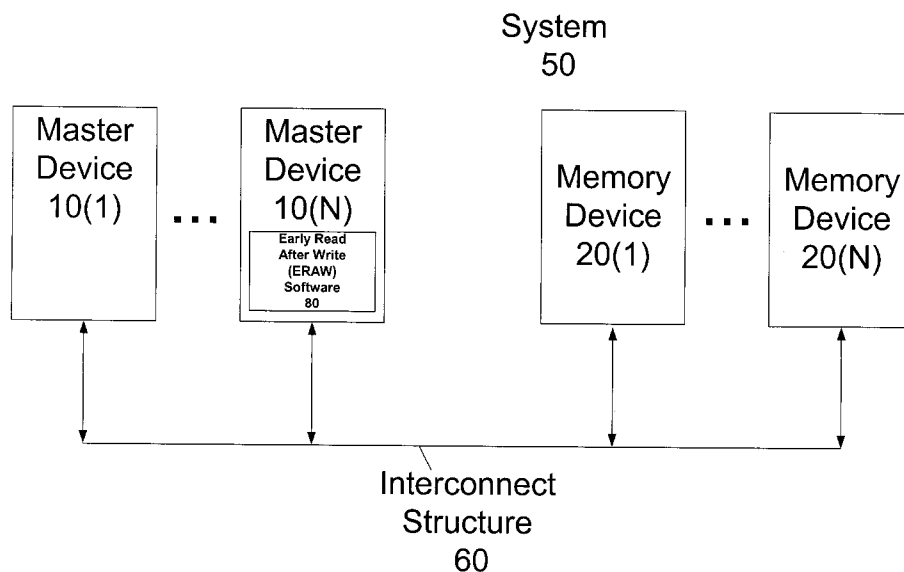 System
50
Master
Device
10(1)
...
Master
Device
10(N)
Early Read
After Write
(ERAW)
Software
80
Memory
Device
20(1)
...
Memory
Device
20(N)
Interconnect
Structure
60